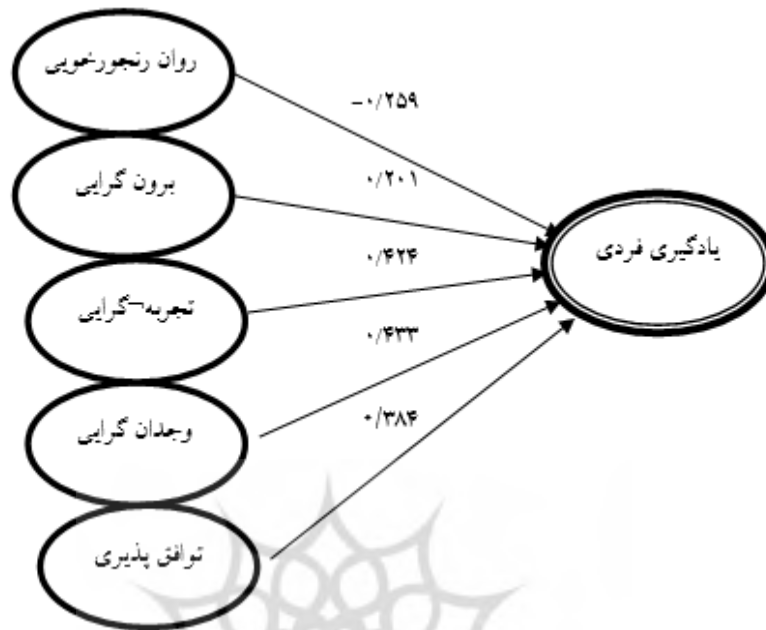 روان رنجورخویی
-۰/۲۵۹
برون گرایی
۰/۲۰۱
یادگیری فردی
۰/۴۲۴
تجربه¬گرایی
۰/۴۳۳
وجدان گرایی
۰/۳۸۴
توافق پذیری